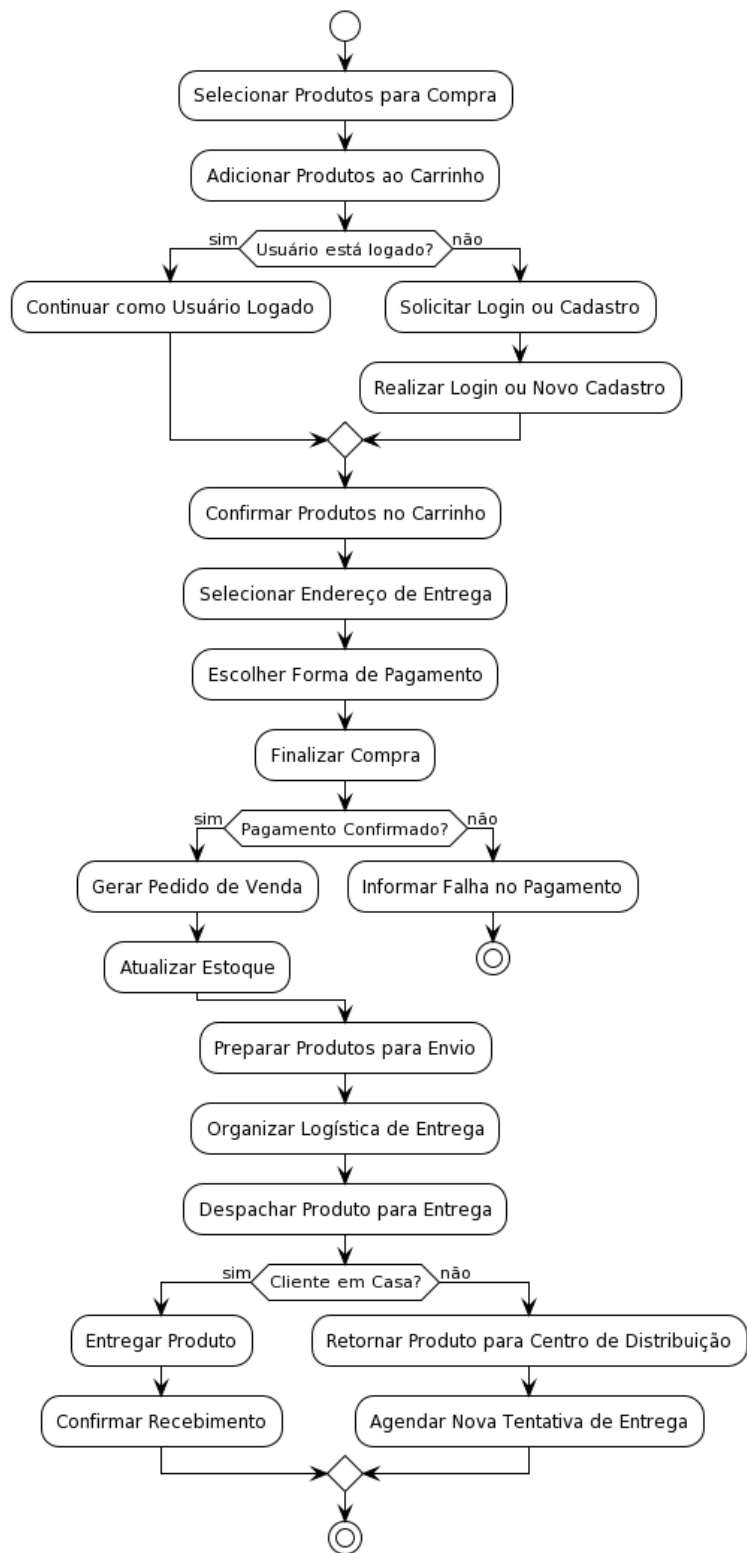 Selecionar Produtos para Compra
Adicionar Produtos ao Carrinho
sim
Usuário está logado?
não
Continuar como Usuário Logado
Solicitar Login ou Cadastro
Realizar Login ou Novo Cadastro
Confirmar Produtos no Carrinho
Selecionar Endereço de Entrega
Escolher Forma de Pagamento
Finalizar Compra
sim
Pagamento Confirmado?
não
Gerar Pedido de Venda
Informar Falha no Pagamento
Atualizar Estoque
Preparar Produtos para Envio
Organizar Logística de Entrega
Despachar Produto para Entrega
sim
Cliente em Casa?
não
Entregar Produto
Retornar Produto para Centro de Distribuição
Confirmar Recebimento
Agendar Nova Tentativa de Entrega